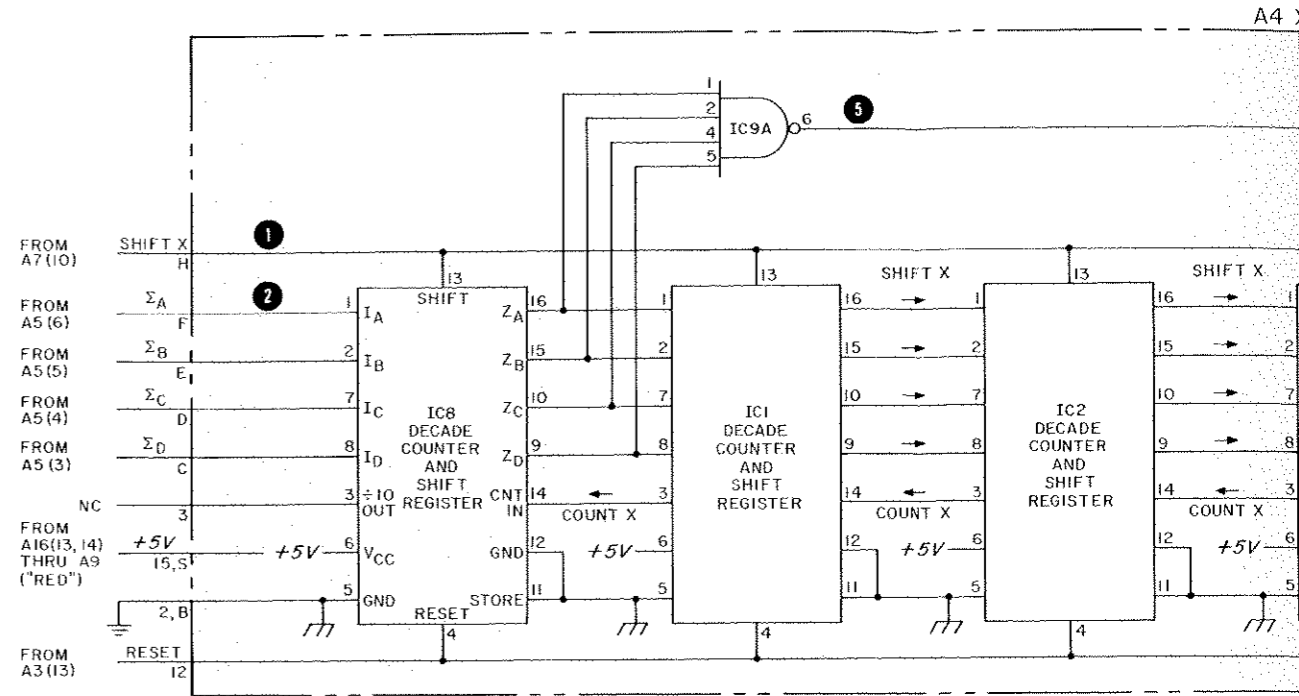 A4 X
1
2
4
5
IC9A
6
5
FROM
A7(10)
SHIFT X
H
1
13
13
13
SHIFT X
SHIFT X
FROM
A5(6)
ΣA
F
2
1
IA
SHIFT
ZA
16
1
16
1
16
1
FROM
A5(5)
ΣB
E
2
IB
ZB
15
2
15
2
15
2
FROM
A5(4)
ΣC
D
7
IC
ZC
10
7
10
7
10
7
FROM
A5(3)
ΣD
C
8
ID
ZD
9
8
9
8
9
8
IC8
DECADE
COUNTER
AND
SHIFT
REGISTER
IC1
DECADE
COUNTER
AND
SHIFT
REGISTER
IC2
DECADE
COUNTER
AND
SHIFT
REGISTER
NC
3
3
÷10
OUT
CNT
IN
14
COUNT X
3
14
COUNT X
3
14
COUNT X
3
FROM
A16(13,14)
THRU A9
("RED")
+5V
15,S
+5V
6
VCC
GND
12
+5V
6
12
+5V
6
12
+5V
6
2,B
5
GND
STORE
11
5
11
5
11
5
RESET
4
4
4
FROM
A3(13)
RESET
12